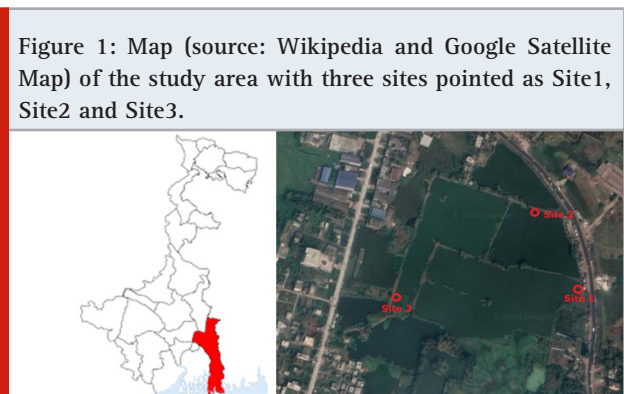 Figure 1: Map (source: Wikipedia and Google Satellite
Map) of the study area with three sites pointed as Site1,
Site2 and Site3.
Site 2
Site 1
Site 3